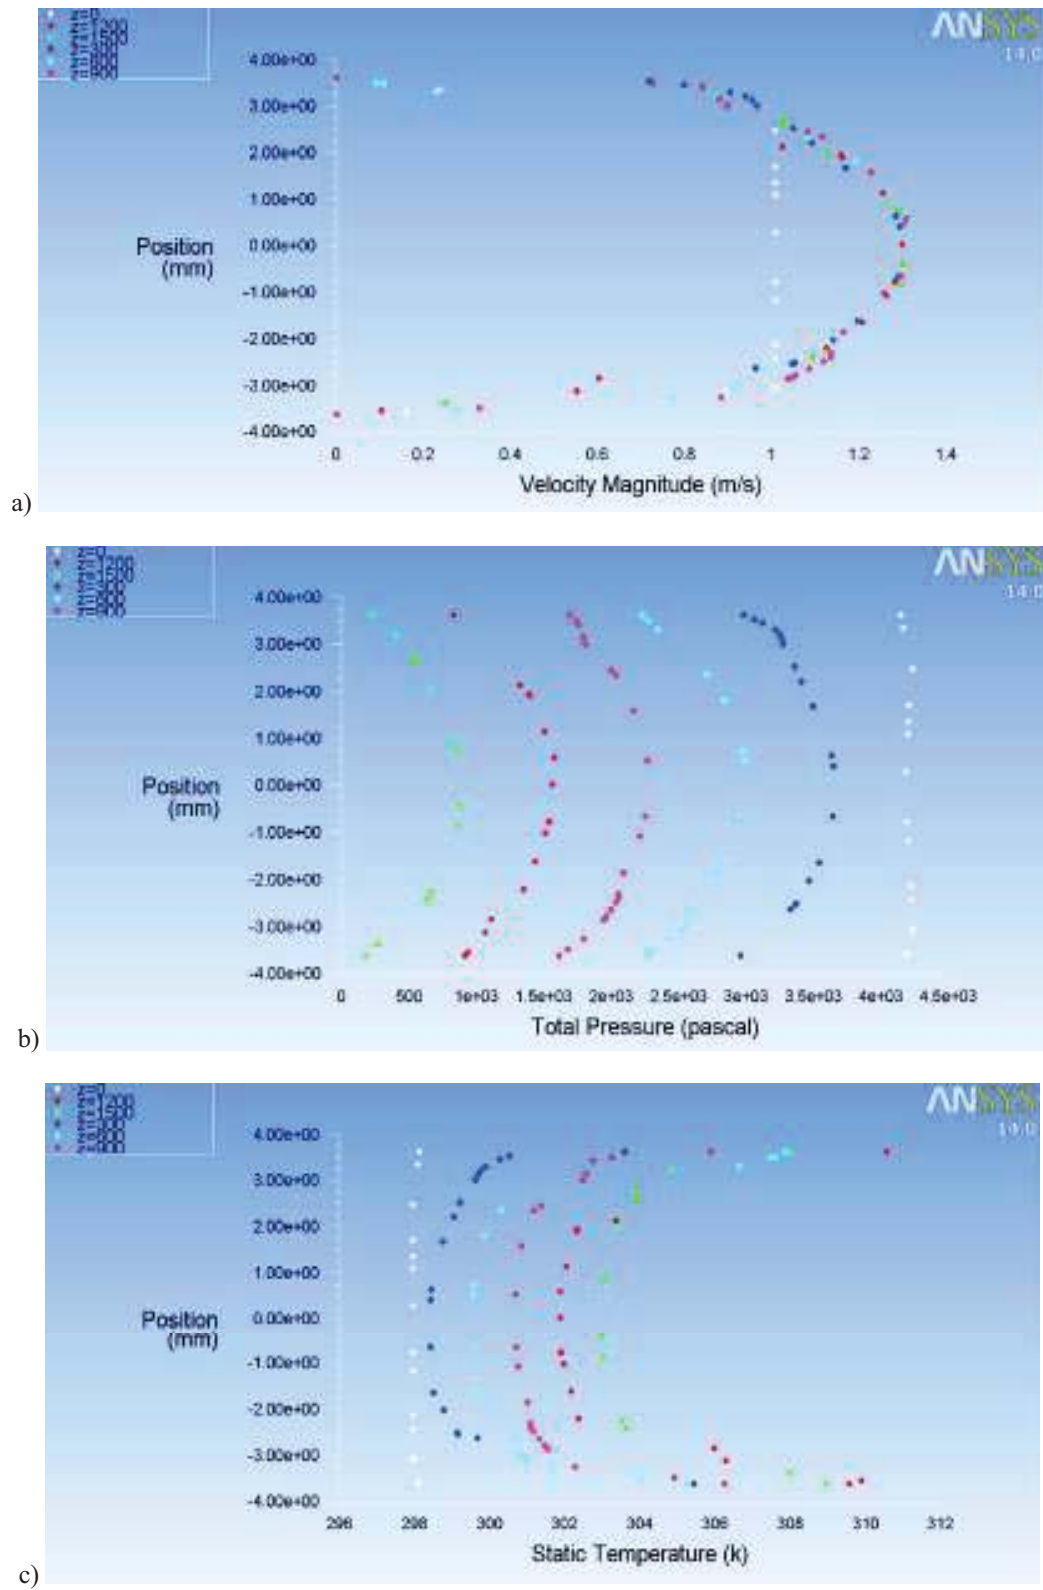 ANSYS
14.0
4.00e+00
3.00e+00
2.00e+00
1.00e+00
0.00e+00
-1.00e+00
-2.00e+00
-3.00e+00
-4.00e+00
Position
(mm)
0 0.2 0.4 0.6 0.8 1 1.2 1.4
Velocity Magnitude (m/s)
a)
1200
1500
900
ANSYS
14.0
4.00e+00
3.00e+00
2.00e+00
1.00e+00
0.00e+00
-1.00e+00
-2.00e+00
-3.00e+00
-4.00e+00
Position
(mm)
0 500 1e+03 1.5e+03 2e+03 2.5e+03 3e+03 3.5e+03 4e+03 4.5e+03
Total Pressure (pascal)
b)
1200
1500
ANSYS
14.0
4.00e+00
3.00e+00
2.00e+00
1.00e+00
0.00e+00
-1.00e+00
-2.00e+00
-3.00e+00
-4.00e+00
Position
(mm)
296 298 300 302 304 306 308 310 312
Static Temperature (k)
c)